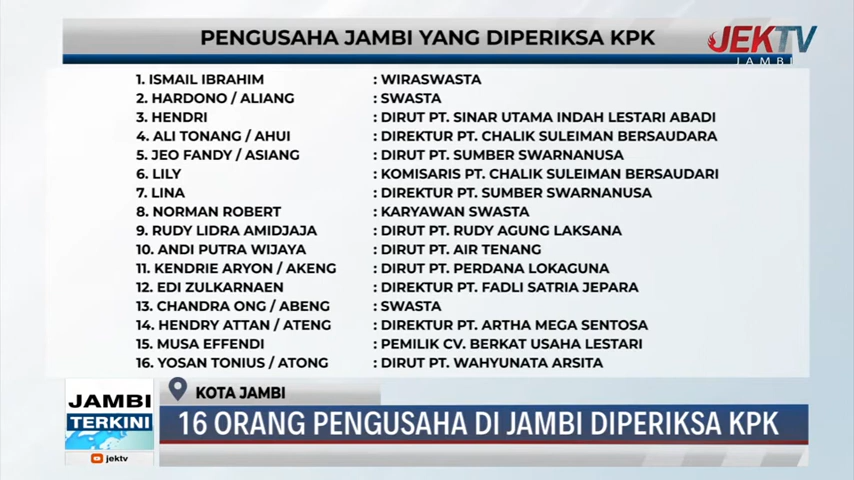 PENGUSAHA JAMBI YANG DIPERIKSA KPK
JEKTV
JAMBI
1. ISMAIL IBRAHIM : WIRASWASTA
2. HARDONO / ALIANG : SWASTA
3. HENDRI : DIRUT PT. SINAR UTAMA INDAH LESTARI ABADI
4. ALI TONANG / AHUI : DIREKTUR PT. CHALIK SULEIMAN BERSAUDARA
5. JEO FANDY / ASIANG : DIRUT PT. SUMBER SWARNANUSA
6. LILY : KOMISARIS PT. CHALIK SULEIMAN BERSAUDARI
7. LINA : DIREKTUR PT. SUMBER SWARNANUSA
8. NORMAN ROBERT : KARYAWAN SWASTA
9. RUDY LIDRA AMIDJAJA : DIRUT PT. RUDY AGUNG LAKSANA
10. ANDI PUTRA WIJAYA : DIRUT PT. AIR TENANG
11. KENDRIE ARYON / AKENG : DIRUT PT. PERDANA LOKAGUNA
12. EDI ZULKARNAEN : DIREKTUR PT. FADLI SATRIA JEPARA
13. CHANDRA ONG / ABENG : SWASTA
14. HENDRY ATTAN / ATENG : DIREKTUR PT. ARTHA MEGA SENTOSA
15. MUSA EFFENDI : PEMILIK CV. BERKAT USAHA LESTARI
16. YOSAN TONIUS / ATONG : DIRUT PT. WAHYUNATA ARSITA
JAMBI
TERKINI
jektv
KOTA JAMBI
16 ORANG PENGUSAHA DI JAMBI DIPERIKSA KPK